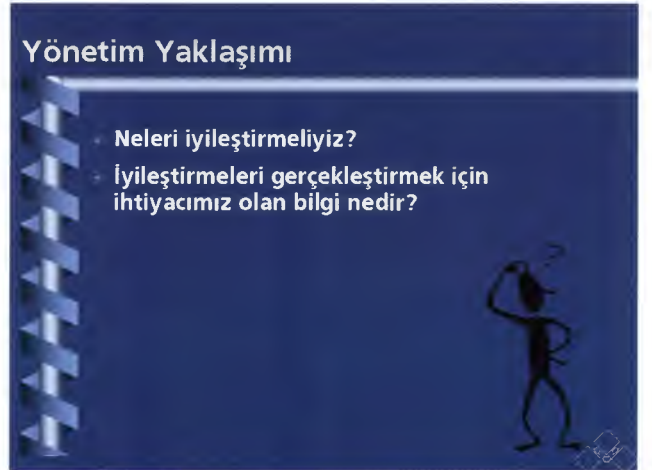 Yönetim Yaklaşımı
Neleri iyileştirmeliyiz?
İyileştirmeleri gerçekleştirmek için
ihtiyacımız olan bilgi nedir?